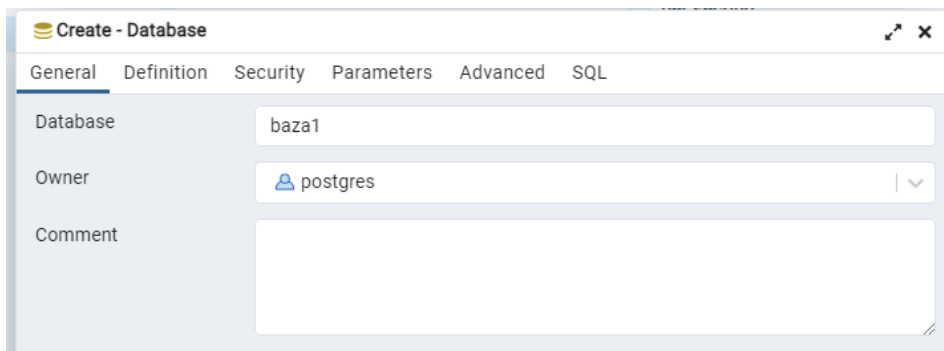 Create - Database
General Definition Security Parameters Advanced SQL
Database baza1
Owner postgres
Comment